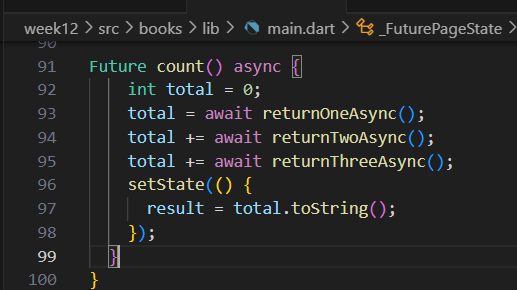 week12 > src > books > lib > main.dart > _FuturePageState
90
91 Future count() async {
92 int total = 0;
93 total = await returnOneAsync();
94 total += await returnTwoAsync();
95 total += await returnThreeAsync();
96 setState(() {
97 result = total.toString();
98 });
99 }
100 }